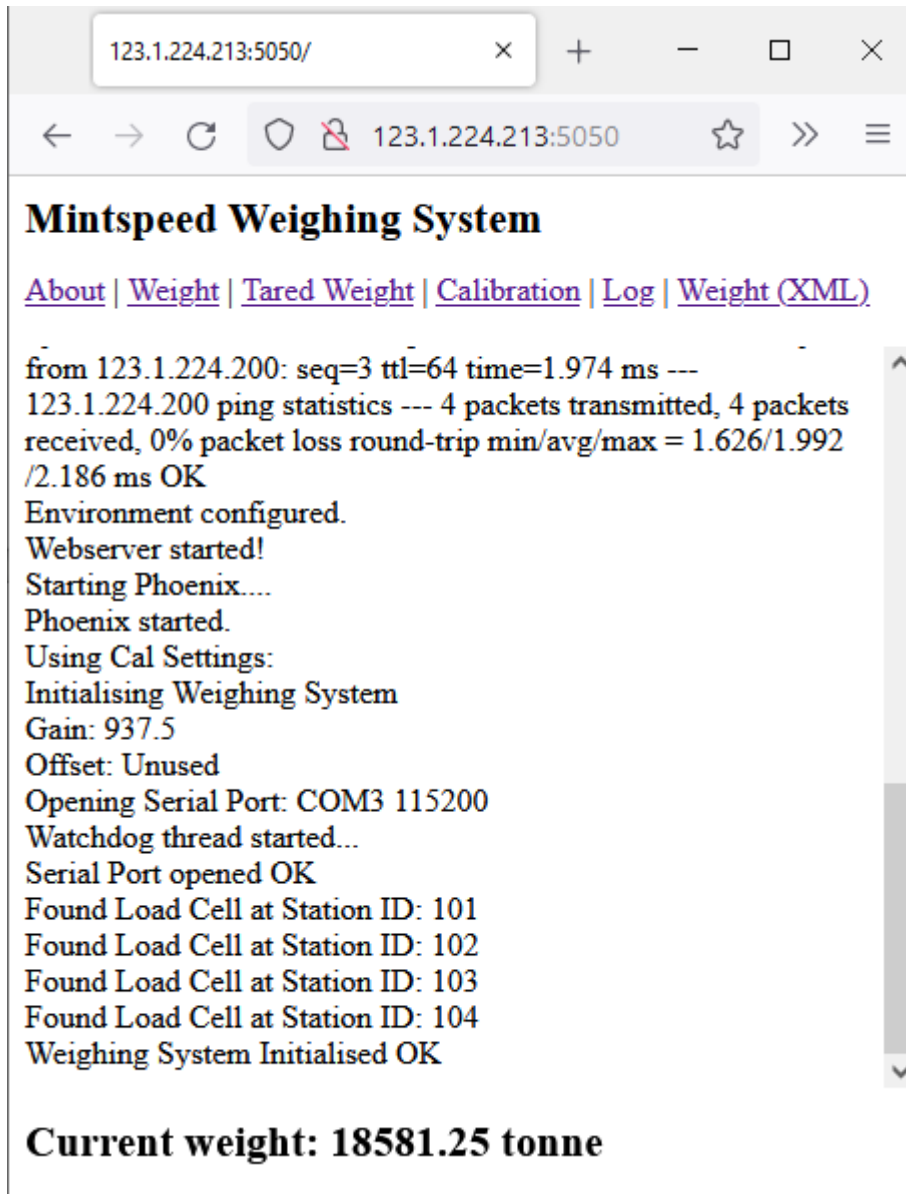 123.1.224.213:5050/
123.1.224.213:5050
Mintspeed Weighing System
About | Weight | Tared Weight | Calibration | Log | Weight (XML)
from 123.1.224.200: seq=3 ttl=64 time=1.974 ms ---
123.1.224.200 ping statistics --- 4 packets transmitted, 4 packets
received, 0% packet loss round-trip min/avg/max = 1.626/1.992
/2.186 ms OK
Environment configured.
Webserver started!
Starting Phoenix....
Phoenix started.
Using Cal Settings:
Initialising Weighing System
Gain: 937.5
Offset: Unused
Opening Serial Port: COM3 115200
Watchdog thread started...
Serial Port opened OK
Found Load Cell at Station ID: 101
Found Load Cell at Station ID: 102
Found Load Cell at Station ID: 103
Found Load Cell at Station ID: 104
Weighing System Initialised OK
Current weight: 18581.25 tonne